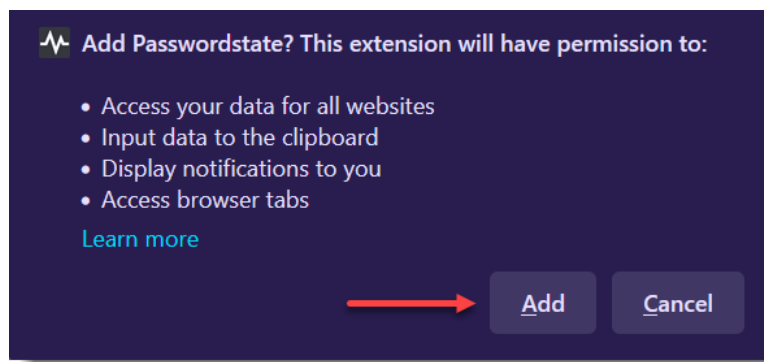 Add Passwordstate? This extension will have permission to:
• Access your data for all websites
• Input data to the clipboard
• Display notifications to you
• Access browser tabs
Learn more
Add Cancel